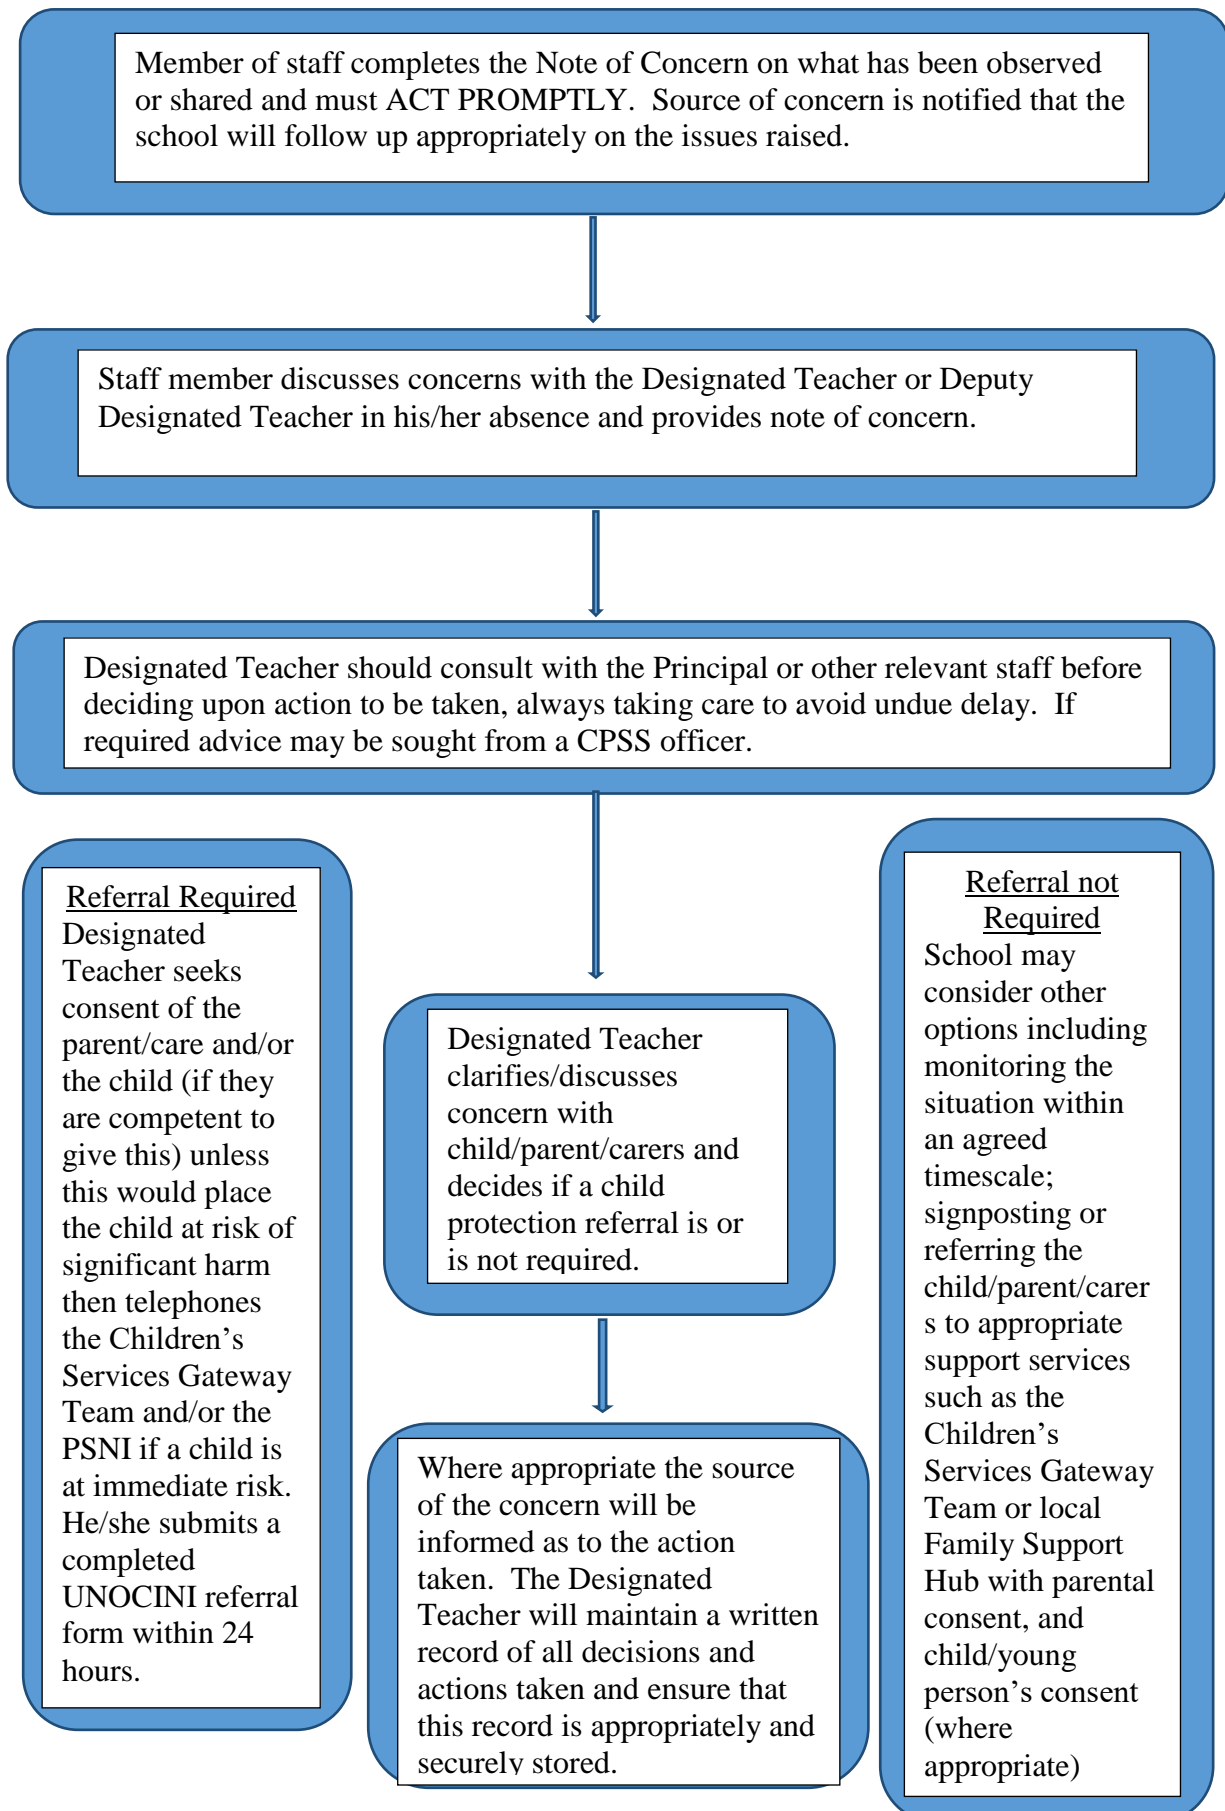 Member of staff completes the Note of Concern on what has been observed
or shared and must ACT PROMPTLY.  Source of concern is notified that the
school will follow up appropriately on the issues raised.
Staff member discusses concerns with the Designated Teacher or Deputy
Designated Teacher in his/her absence and provides note of concern.
Designated Teacher should consult with the Principal or other relevant staff before
deciding upon action to be taken, always taking care to avoid undue delay.  If
required advice may be sought from a CPSS officer.
Referral Required
Designated
Teacher seeks
consent of the
parent/care and/or
the child (if they
are competent to
give this) unless
this would place
the child at risk of
significant harm
then telephones
the Children’s
Services Gateway
Team and/or the
PSNI if a child is
at immediate risk.
He/she submits a
completed
UNOCINI referral
form within 24
hours.
Designated Teacher
clarifies/discusses
concern with
child/parent/carers and
decides if a child
protection referral is or
is not required.
Where appropriate the source
of the concern will be
informed as to the action
taken.  The Designated
Teacher will maintain a written
record of all decisions and
actions taken and ensure that
this record is appropriately and
securely stored.
Referral not
Required
School may
consider other
options including
monitoring the
situation within
an agreed
timescale;
signposting or
referring the
child/parent/carer
s to appropriate
support services
such as the
Children’s
Services Gateway
Team or local
Family Support
Hub with parental
consent, and
child/young
person’s consent
(where
appropriate)